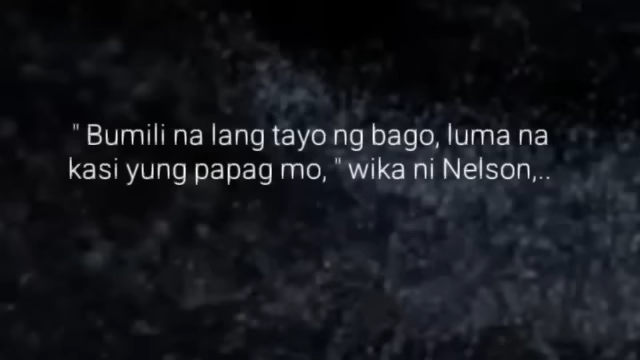 " Bumili na lang tayo ng bago, luma na
kasi yung papag mo, " wika ni Nelson,..